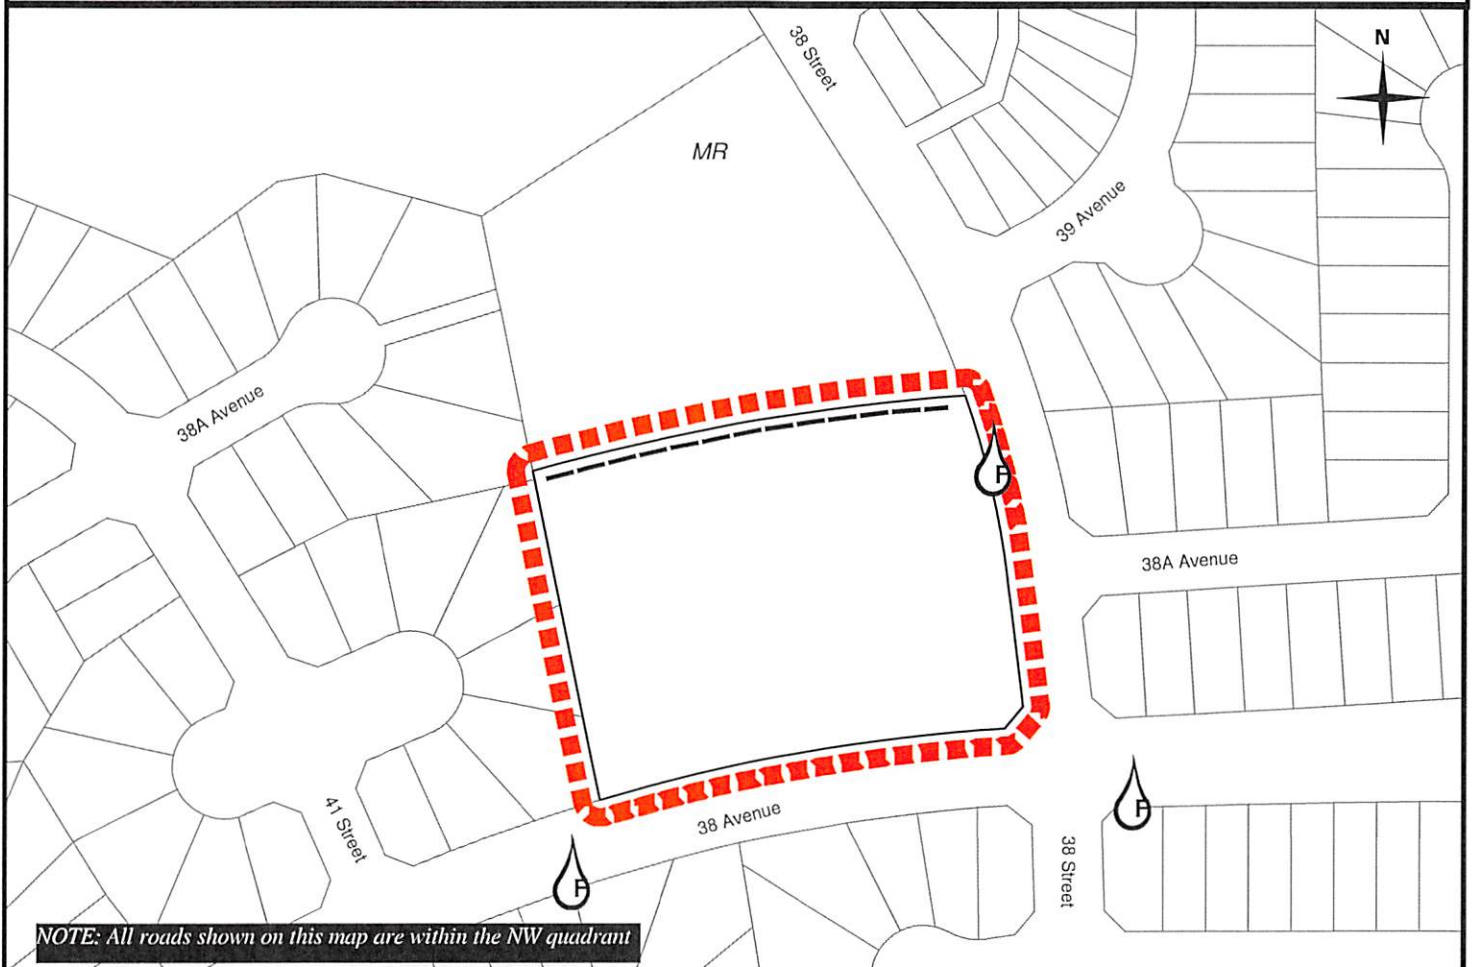 38 Street
N
MR
39 Avenue
38A Avenue
F
38A Avenue
F
38 Avenue
41 Street
38 Street
F
NOTE: All roads shown on this map are within the NW quadrant